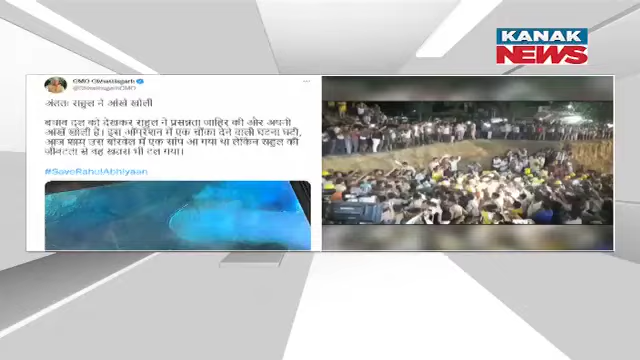 KANAK
NEWS
CMO Chhattisgarh
@ChhattisgarhCMO
अंततः राहुल ने आंखें खोली
बचाव दल को देखकर राहुल ने प्रसन्नता जाहिर की और अपनी
आंखें खोली है। इस ऑपरेशन में एक चौंका देने वाली घटना घटी,
आज शाम उस बोरवेल में एक सांप आ गया था लेकिन राहुल की
जीवटता से वह खतरा भी टल गया।
#SaveRahulAbhiyaan